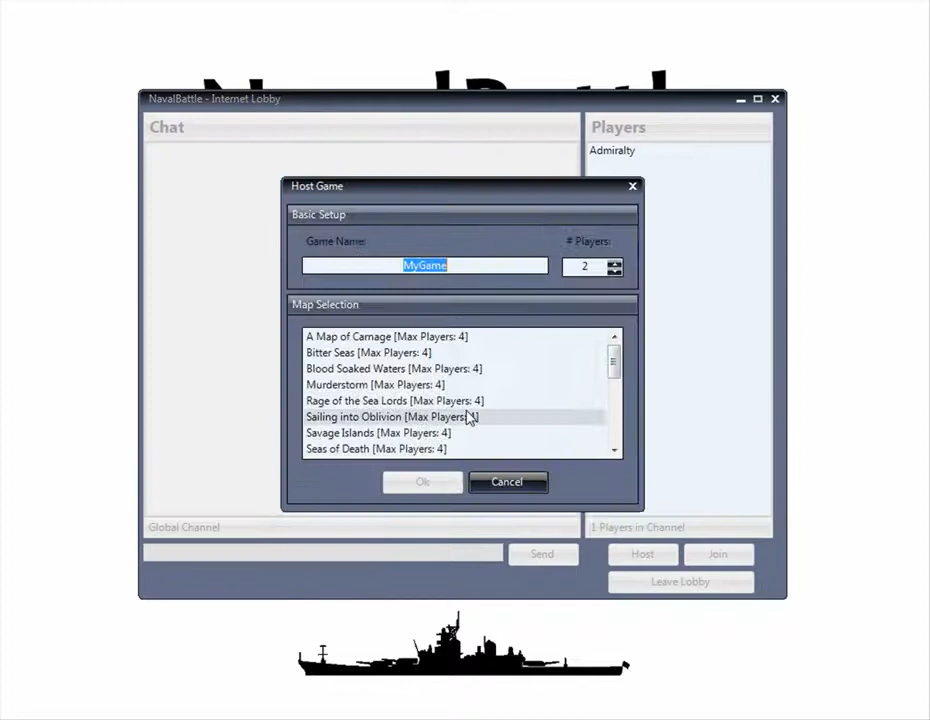 NavalBattle
NavalBattle - Internet Lobby
Chat
Players
Admiralty
Host Game
Basic Setup
Game Name:
# Players:
MyGame
2
Map Selection
A Map of Carnage [Max Players: 4]
Bitter Seas [Max Players: 4]
Blood Soaked Waters [Max Players: 4]
Murderstorm [Max Players: 4]
Rage of the Sea Lords [Max Players: 4]
Sailing into Oblivion [Max Players: 4]
Savage Islands [Max Players: 4]
Seas of Death [Max Players: 4]
Ok
Cancel
Global Channel
1 Players in Channel
Send
Host
Join
Leave Lobby